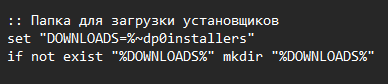 :: Папка для загрузки установщиков
set "DOWNLOADS=%~dp0installers"
if not exist "%DOWNLOADS%" mkdir "%DOWNLOADS%"